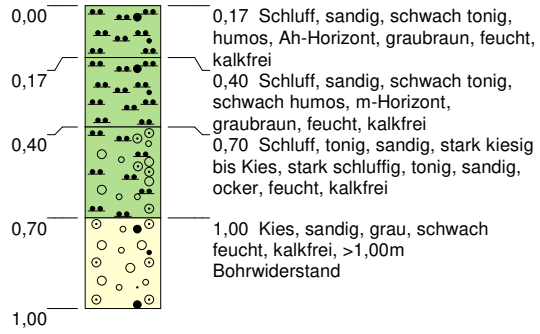 0,00
0,17 Schluff, sandig, schwach tonig,
humos, Ah-Horizont, graubraun, feucht,
kalkfrei
0,17
0,40 Schluff, sandig, schwach tonig,
schwach humos, m-Horizont,
graubraun, feucht, kalkfrei
0,40
0,70 Schluff, tonig, sandig, stark kiesig
bis Kies, stark schluffig, tonig, sandig,
ocker, feucht, kalkfrei
0,70
1,00 Kies, sandig, grau, schwach
feucht, kalkfrei, >1,00m
Bohrwiderstand
1,00